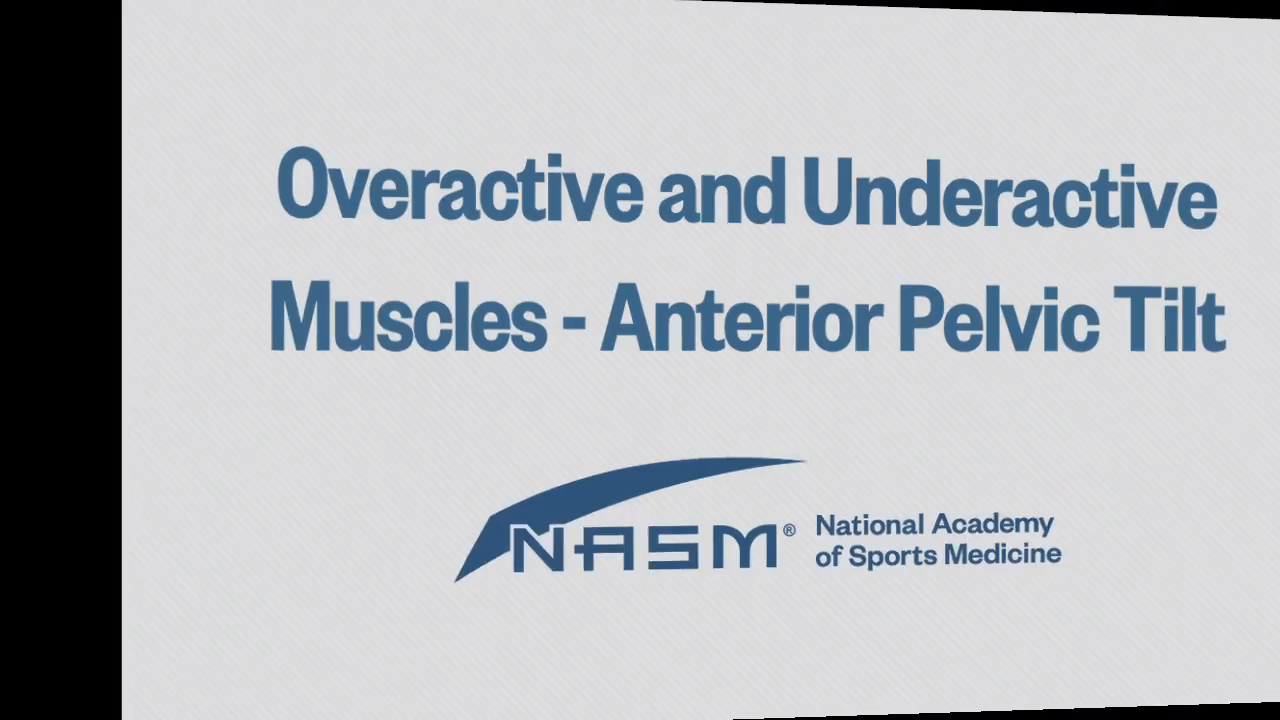 Overactive and Underactive
Muscles - Anterior Pelvic Tilt
NASM® National Academy
of Sports Medicine